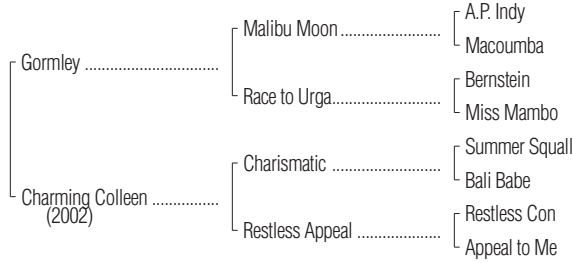 A.P. Indy
Malibu Moon ........................
Macoumba
Gormley ................................
Bernstein
Race to Urga..........................
Miss Mambo
Summer Squall
Charismatic ..........................
Bali Babe
Charming Colleen ................
(2002)
Restless Con
Restless Appeal ....................
Appeal to Me